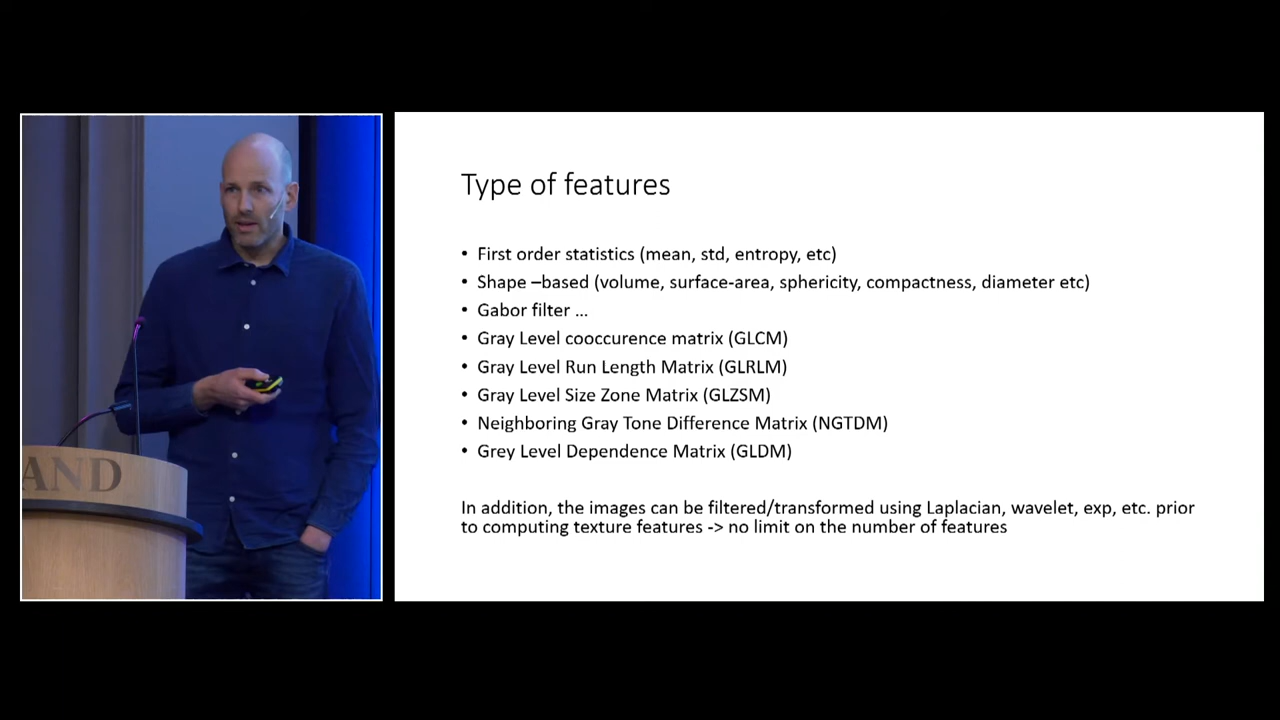 AND
Type of features
• First order statistics (mean, std, entropy, etc)
• Shape –based (volume, surface-area, sphericity, compactness, diameter etc)
• Gabor filter ...
• Gray Level cooccurence matrix (GLCM)
• Gray Level Run Length Matrix (GLRLM)
• Gray Level Size Zone Matrix (GLZSM)
• Neighboring Gray Tone Difference Matrix (NGTDM)
• Grey Level Dependence Matrix (GLDM)
In addition, the images can be filtered/transformed using Laplacian, wavelet, exp, etc. prior
to computing texture features -> no limit on the number of features